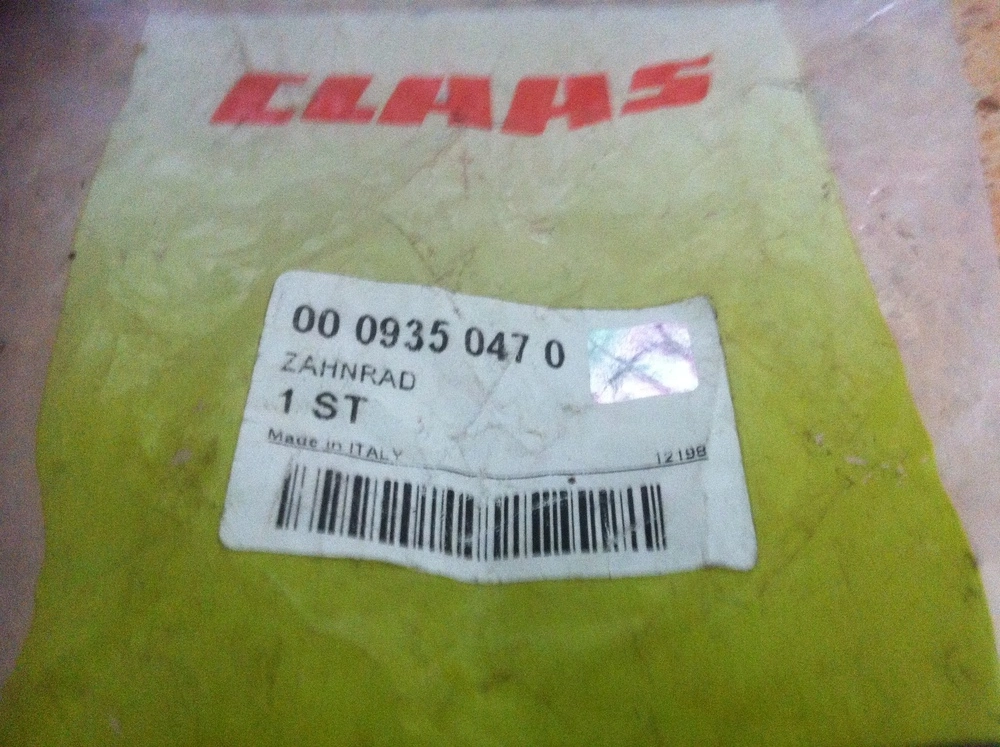 CLAAS
00 0935 047 0
ZAHNRAD
1 ST
Made in ITALY 12198